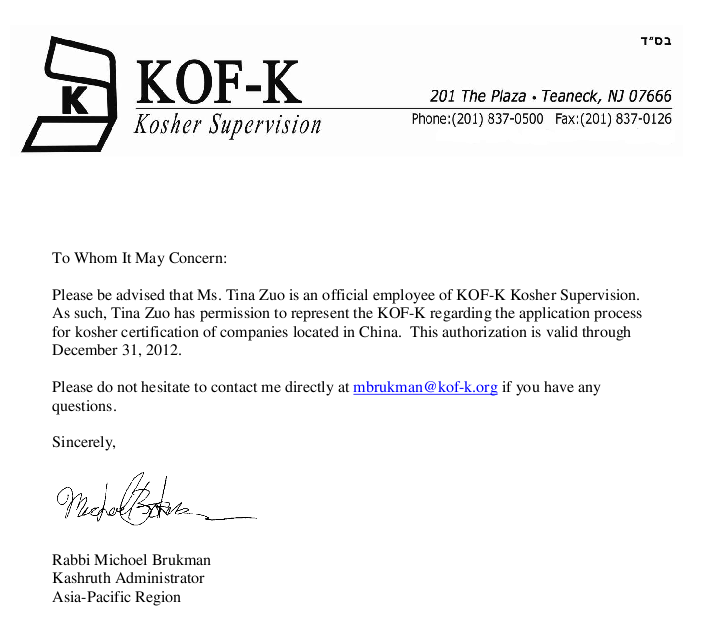 בס״ד
K
KOF-K
Kosher Supervision
201 The Plaza • Teaneck, NJ 07666
Phone:(201) 837-0500 Fax:(201) 837-0126
To Whom It May Concern:
Please be advised that Ms. Tina Zuo is an official employee of KOF-K Kosher Supervision.
As such, Tina Zuo has permission to represent the KOF-K regarding the application process
for kosher certification of companies located in China. This authorization is valid through
December 31, 2012.
Please do not hesitate to contact me directly at mbrukman@kof-k.org if you have any
questions.
Sincerely,
Rabbi Michoel Brukman
Kashruth Administrator
Asia-Pacific Region